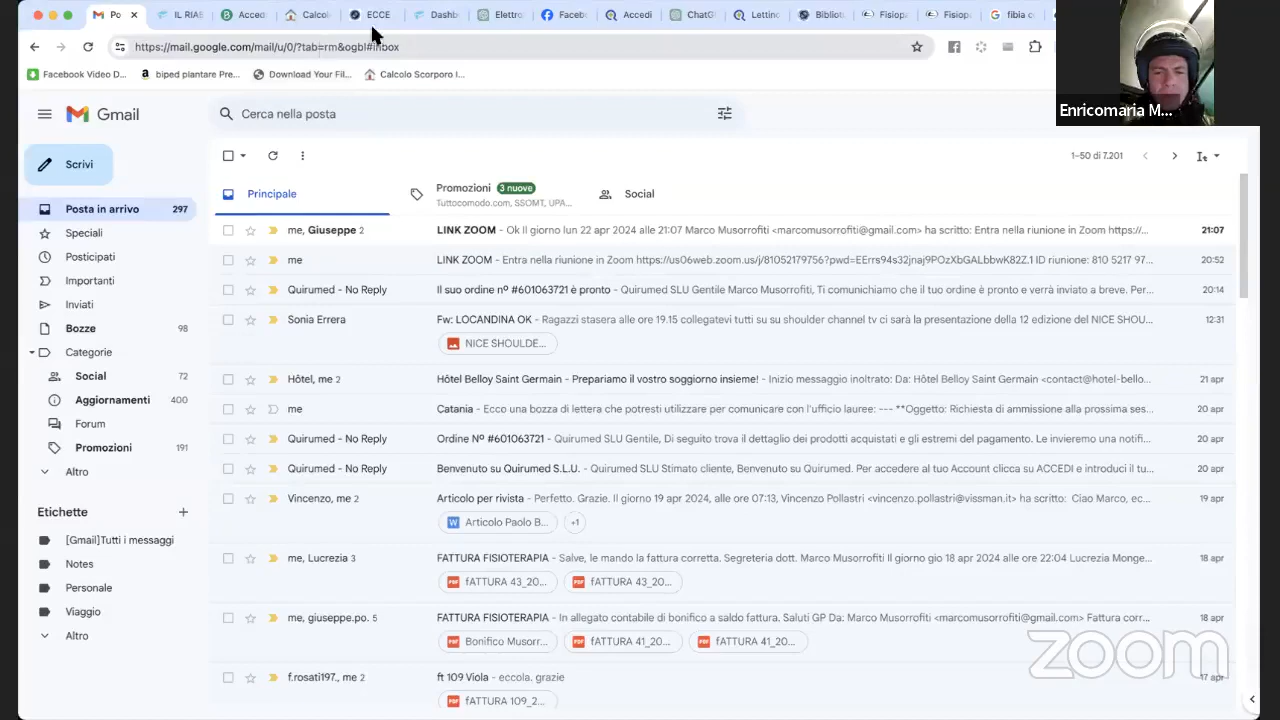 Po
IL RIAS
Accedi
Calcol
ECCE
Dashb
Elettro
Faceb
Accedi
ChatG
Lettino
Bibliot
Fisiop
Fisiop
fibia c
https://mail.google.com/mail/u/0/?tab=rm&ogbl#inbox
Facebook Video D...
biped plantare Pre...
Download Your Fil...
Calcolo Scorporo I...
Enricomaria M...
Gmail
Cerca nella posta
Scrivi
1–50 di 7.201
Principale
Promozioni 3 nuove
Tuttocomodo.com, SSOMT, UPA...
Social
Posta in arrivo 297
Speciali
Posticipati
Importanti
Inviati
Bozze 98
Categorie
Social 72
Aggiornamenti 400
Forum
Promozioni 191
Altro
Etichette
[Gmail]Tutti i messaggi
Notes
Personale
Viaggio
Altro
me, Giuseppe 2 LINK ZOOM - Ok Il giorno lun 22 apr 2024 alle 21:07 Marco Musorrofiti <marcomusorrofiti@gmail.com> ha scritto: Entra nella riunione in Zoom https://... 21:07
me LINK ZOOM - Entra nella riunione in Zoom 20:52
Quirumed - No Reply Il suo ordine nº #601063721 è pronto - Quirumed SLU Gentile Marco Musorrofiti, Ti comunichiamo che il tuo ordine è pronto e verrà inviato a breve. Per... 20:14
Sonia Errera Fw: LOCANDINA OK - Ragazzi stasera alle ore 19.15 collegatevi tutti su su shoulder channel tv ci sarà la presentazione della 12 edizione del NICE SHOU... 12:31
NICE SHOULDE...
Hôtel, me 2 Hôtel Belloy Saint Germain - Prepariamo il vostro soggiorno insieme! - Inizio messaggio inoltrato: Da: Hôtel Belloy Saint Germain <contact@hotel-bello... 21 apr
me Catania - Ecco una bozza di lettera che potresti utilizzare per comunicare con l'ufficio lauree: --- **Oggetto: Richiesta di ammissione alla prossima ses... 20 apr
Quirumed - No Reply Ordine Nº #601063721 - Quirumed SLU Gentile, Di seguito trova il dettaglio dei prodotti acquistati e gli estremi del pagamento. Le invieremo una notifi... 20 apr
Quirumed - No Reply Benvenuto su Quirumed S.L.U. - Quirumed SLU Stimato cliente, Benvenuto su Quirumed. Per accedere al tuo Account clicca su ACCEDI e introduci il tu... 20 apr
Vincenzo, me 2 Articolo per rivista - Perfetto. Grazie. Il giorno 19 apr 2024, alle ore 07:13, Vincenzo Pollastri <vincenzo.pollastri@vissman.it> ha scritto: Ciao Marco, ec... 19 apr
Articolo Paolo B... +1
me, Lucrezia 3 FATTURA FISIOTERAPIA - Salve, le mando la fattura corretta. Segreteria dott. Marco Musorrofiti Il giorno gio 18 apr 2024 alle ore 22:04 Lucrezia Monge... 18 apr
fATTURA 43_20... fATTURA 43_20...
me, giuseppe.po. 5 FATTURA FISIOTERAPIA - In allegato contabile di bonifico a saldo fattura. Saluti GP Da: Marco Musorrofiti <marcomusorrofiti@gmail.com> Fattura corr... 18 apr
Bonifico Musorr... fATTURA 41_20... fATTURA 41_20...
f.rosati197., me 2 ft 109 Viola - eccola. grazie 17 apr
fATTURA 109_2...
zoom